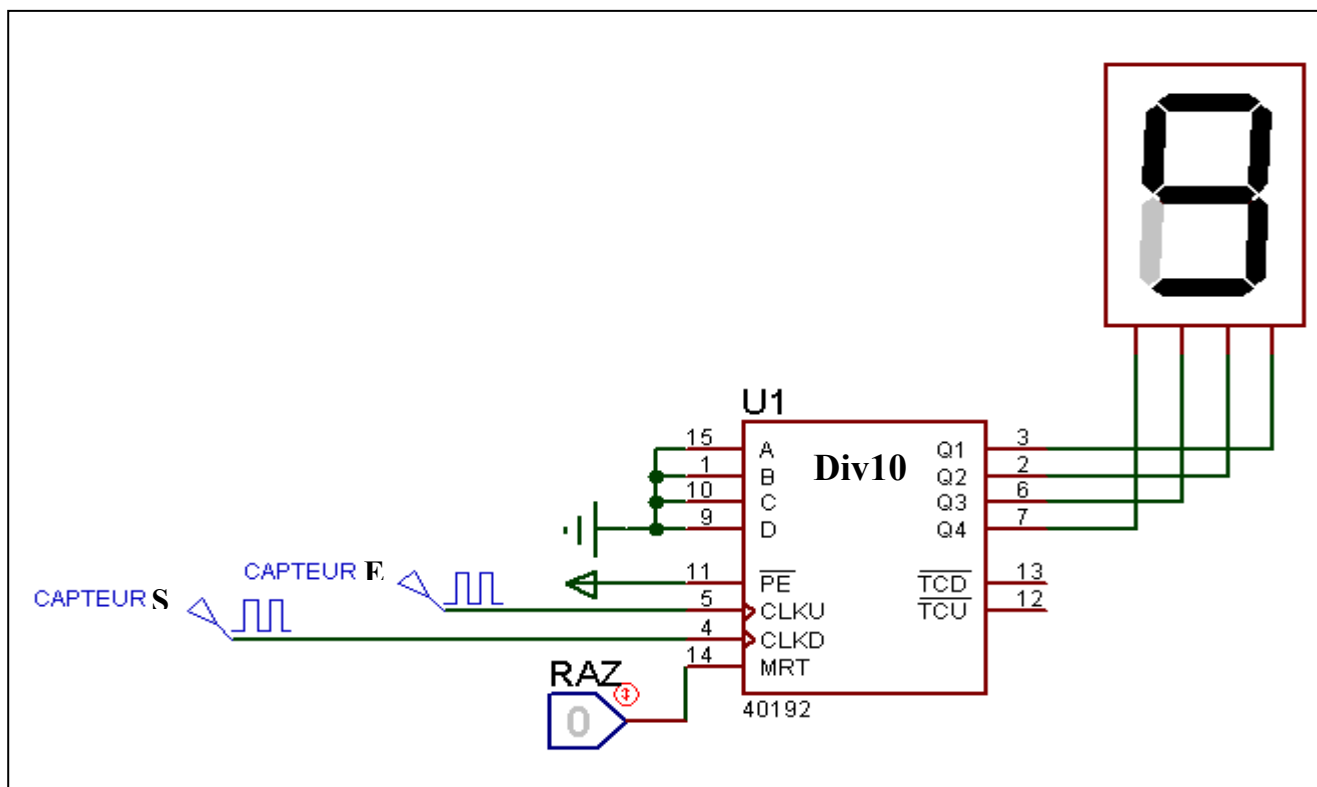 U1
15 A Div10 Q1 3
1 B Q2 2
10 C Q3 6
9 D Q4 7
11 PE TCD 13
CAPTEUR E
5 CLKU TCU 12
CAPTEUR S
4 CLKD
14 MRT
RAZ
0
40192
9